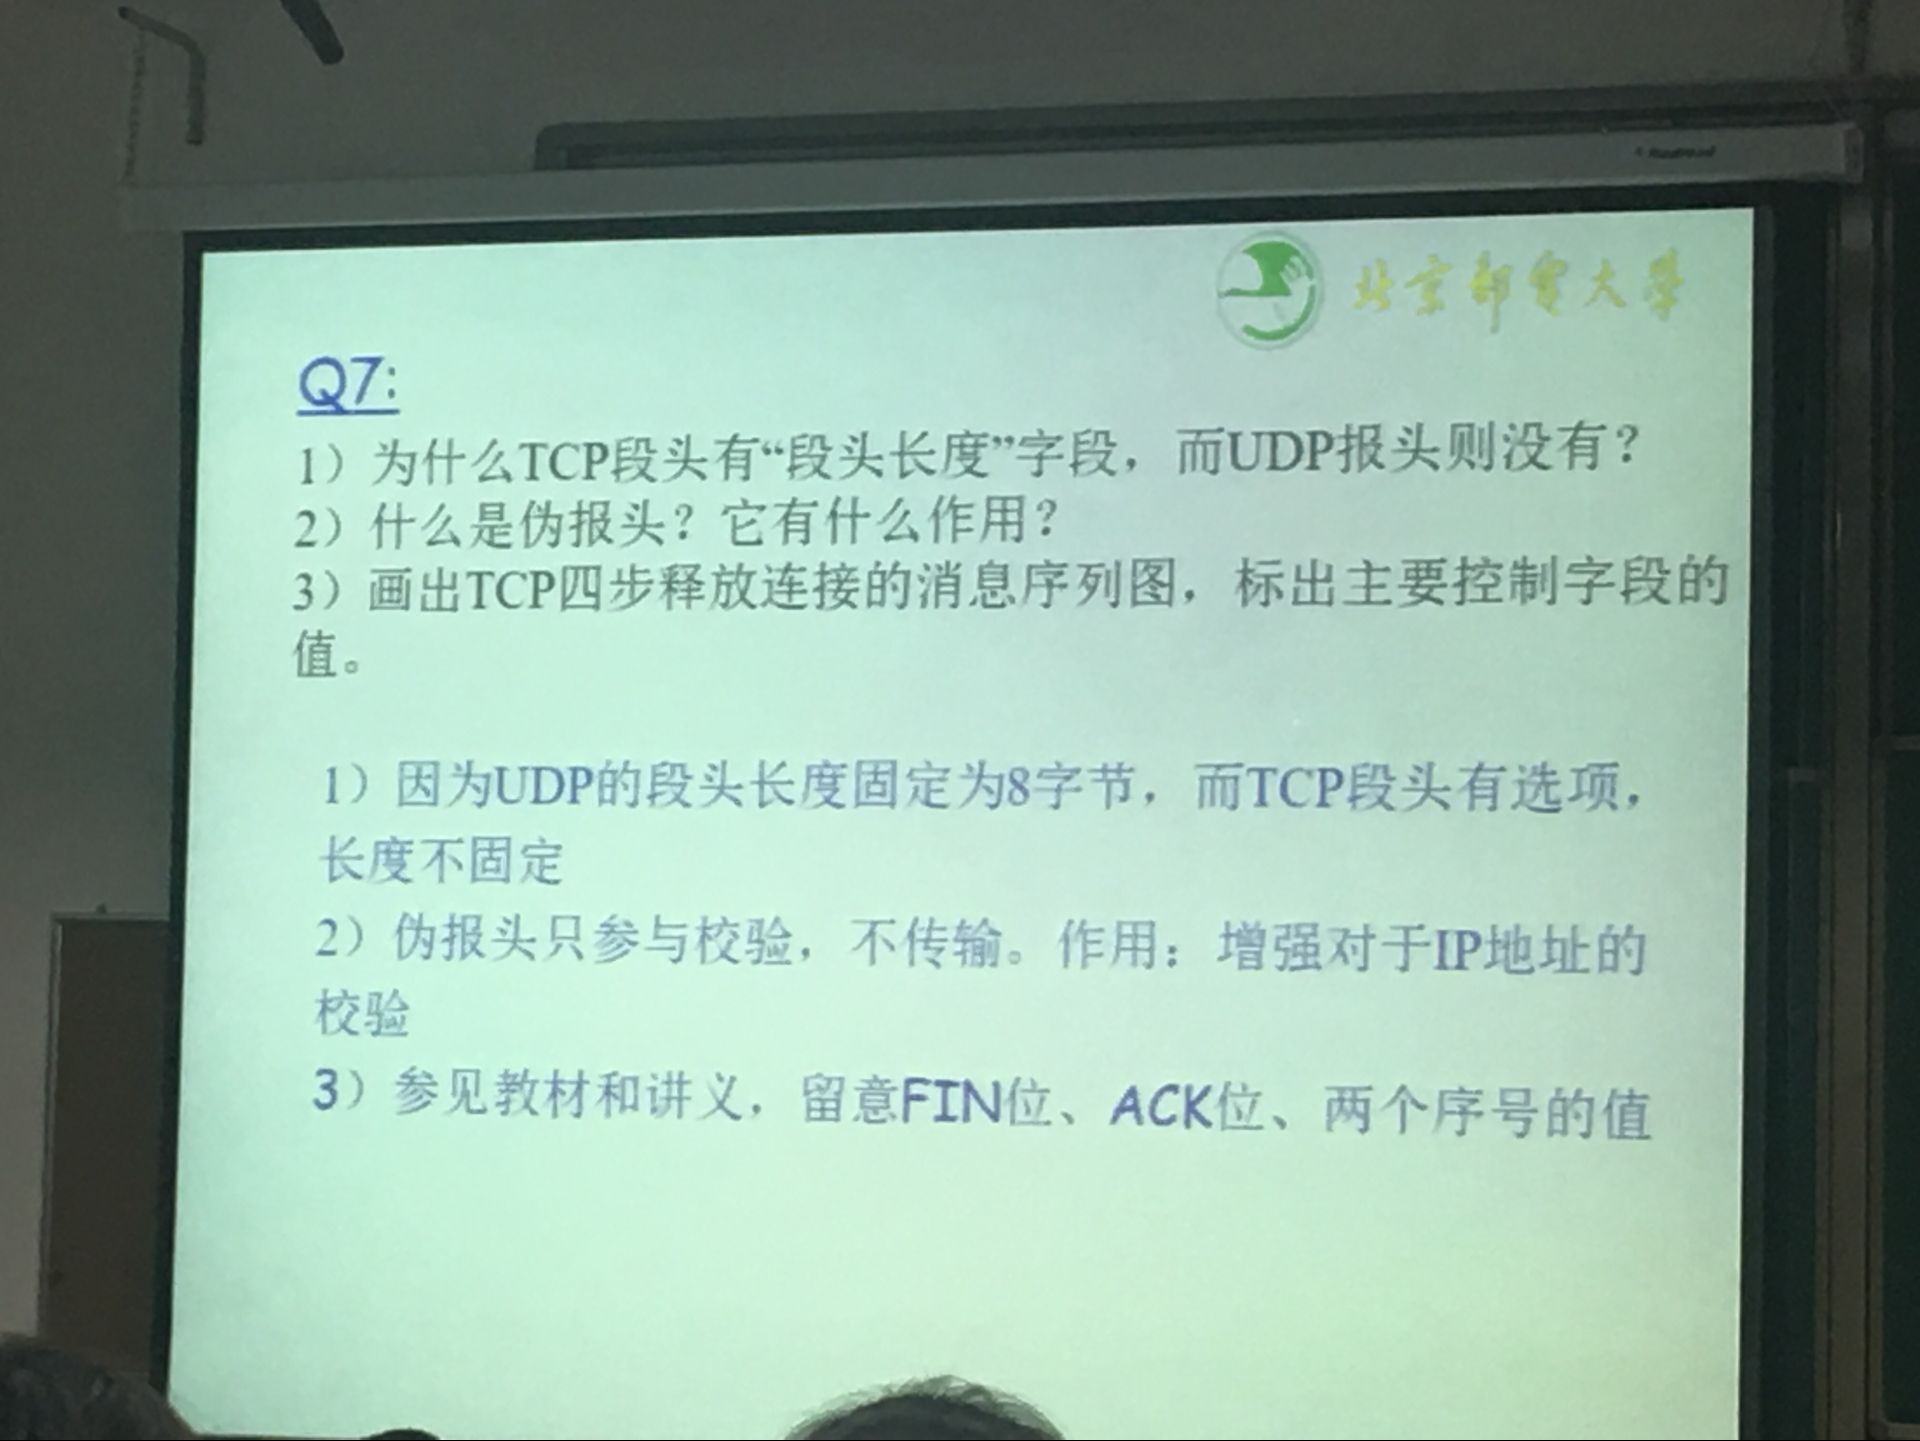 北京邮电大学
Q7:
1）为什么TCP段头有“段头长度”字段，而UDP报头则没有？
2）什么是伪报头？它有什么作用？
3）画出TCP四步释放连接的消息序列图，标出主要控制字段的
值。
1）因为UDP的段头长度固定为8字节，而TCP段头有选项，
长度不固定
2）伪报头只参与校验，不传输。作用：增强对于IP地址的
校验
3）参见教材和讲义，留意FIN位、ACK位、两个序号的值